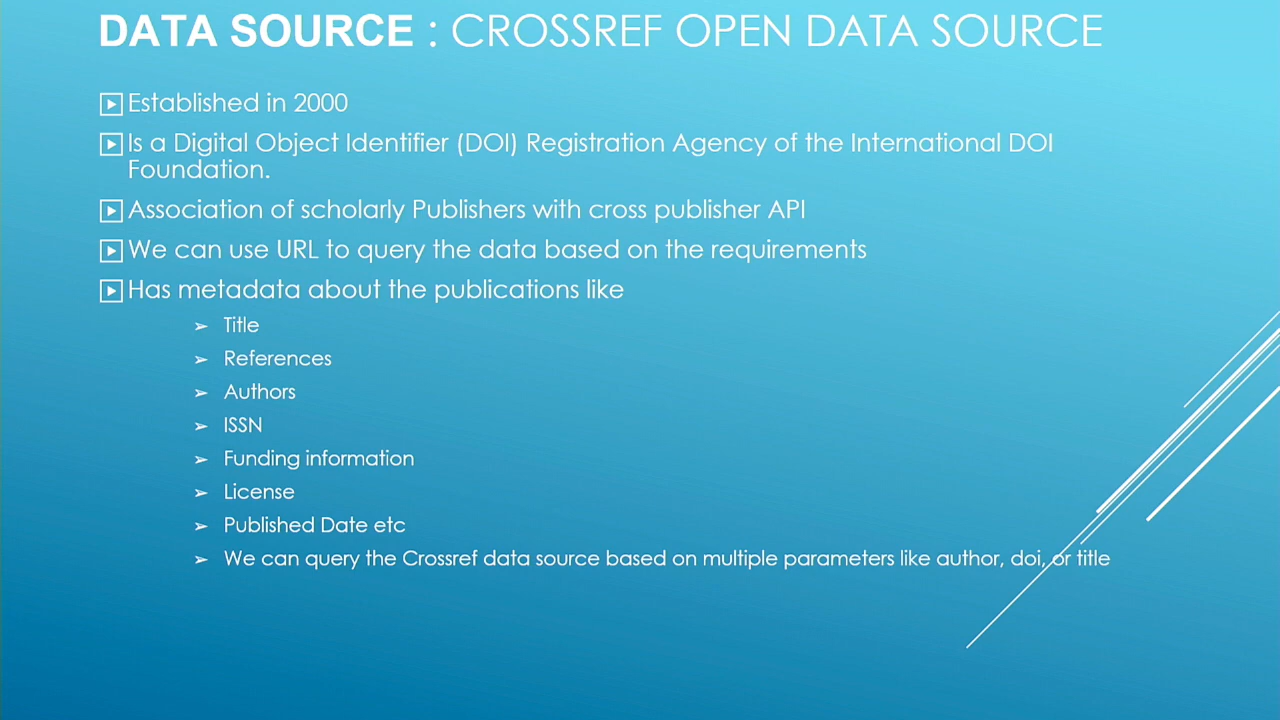 DATA SOURCE : CROSSREF OPEN DATA SOURCE
Established in 2000
Is a Digital Object Identifier (DOI) Registration Agency of the International DOI
Foundation.
Association of scholarly Publishers with cross publisher API
We can use URL to query the data based on the requirements
Has metadata about the publications like
Title
References
Authors
ISSN
Funding information
License
Published Date etc
We can query the Crossref data source based on multiple parameters like author, doi, or title